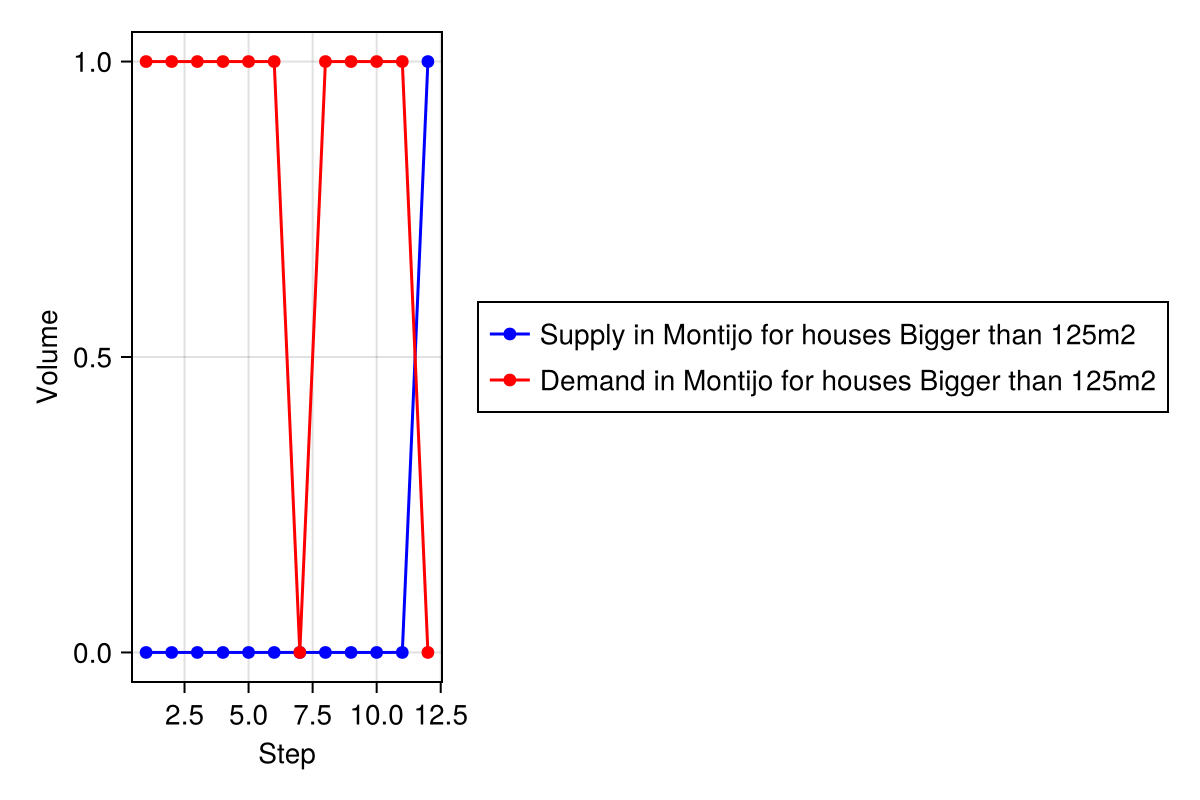 1.0
0.5
0.0
Volume
2.5 5.0 7.5 10.0 12.5
Step
Supply in Montijo for houses Bigger than 125m2
Demand in Montijo for houses Bigger than 125m2